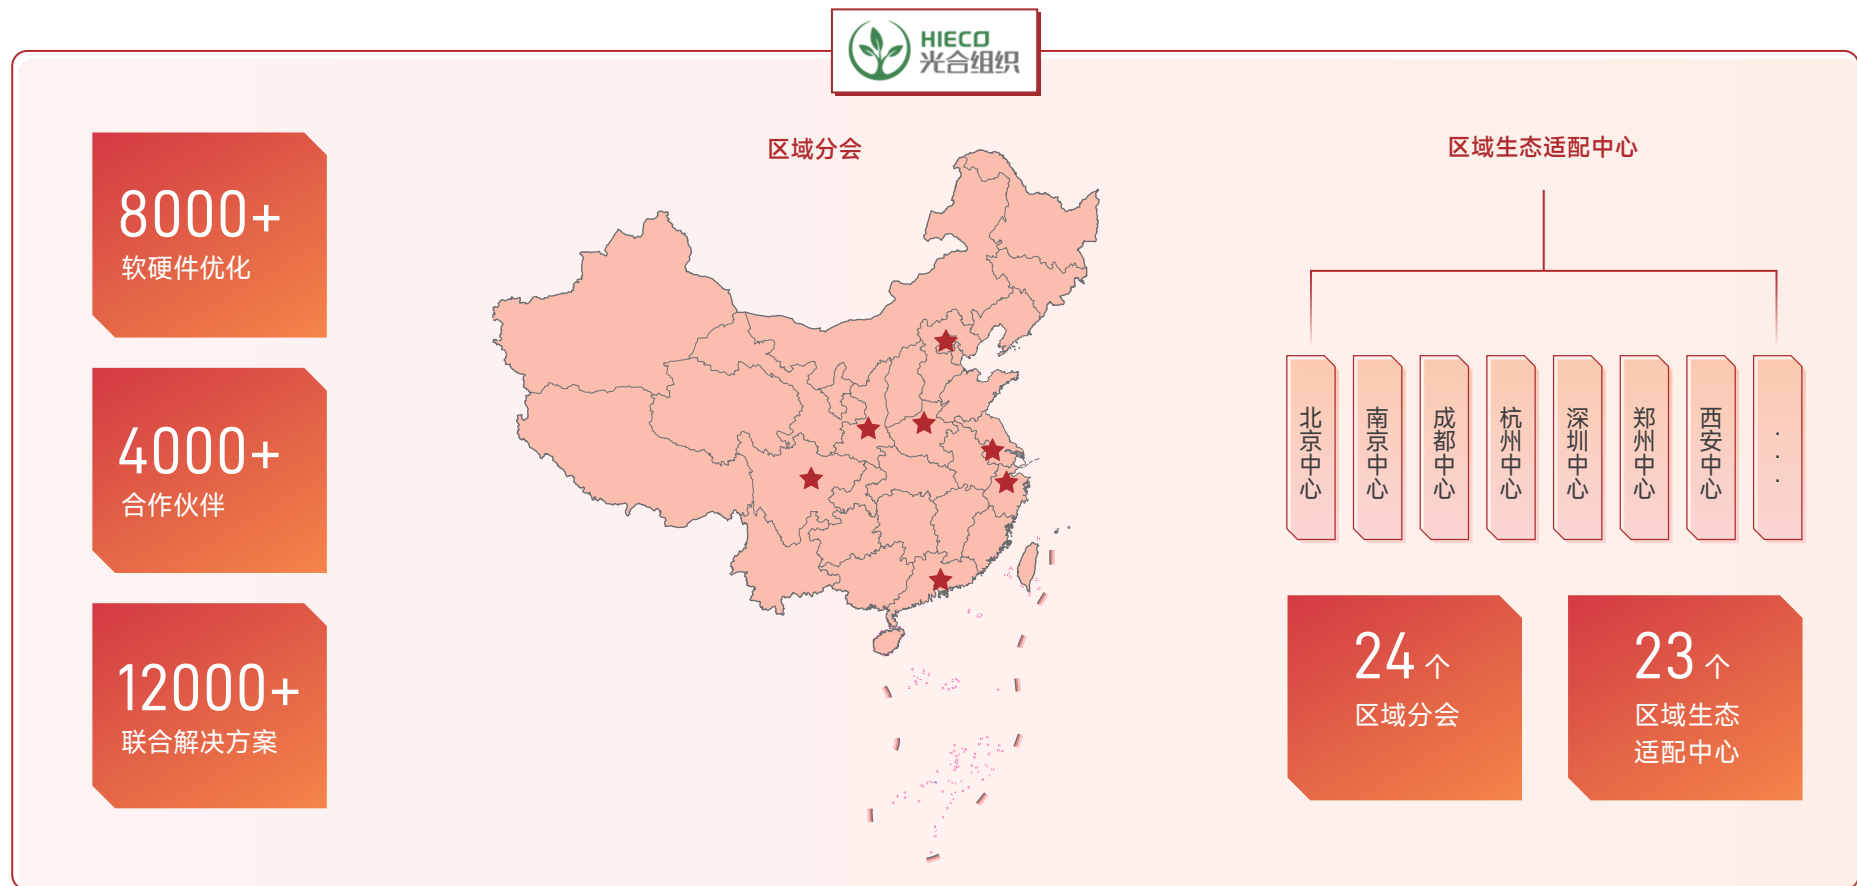 HIECO
光合组织
8000+
软硬件优化
4000+
合作伙伴
12000+
联合解决方案
区域分会
区域生态适配中心
北京中心
南京中心
成都中心
杭州中心
深圳中心
郑州中心
西安中心
...
24个
区域分会
23个
区域生态
适配中心